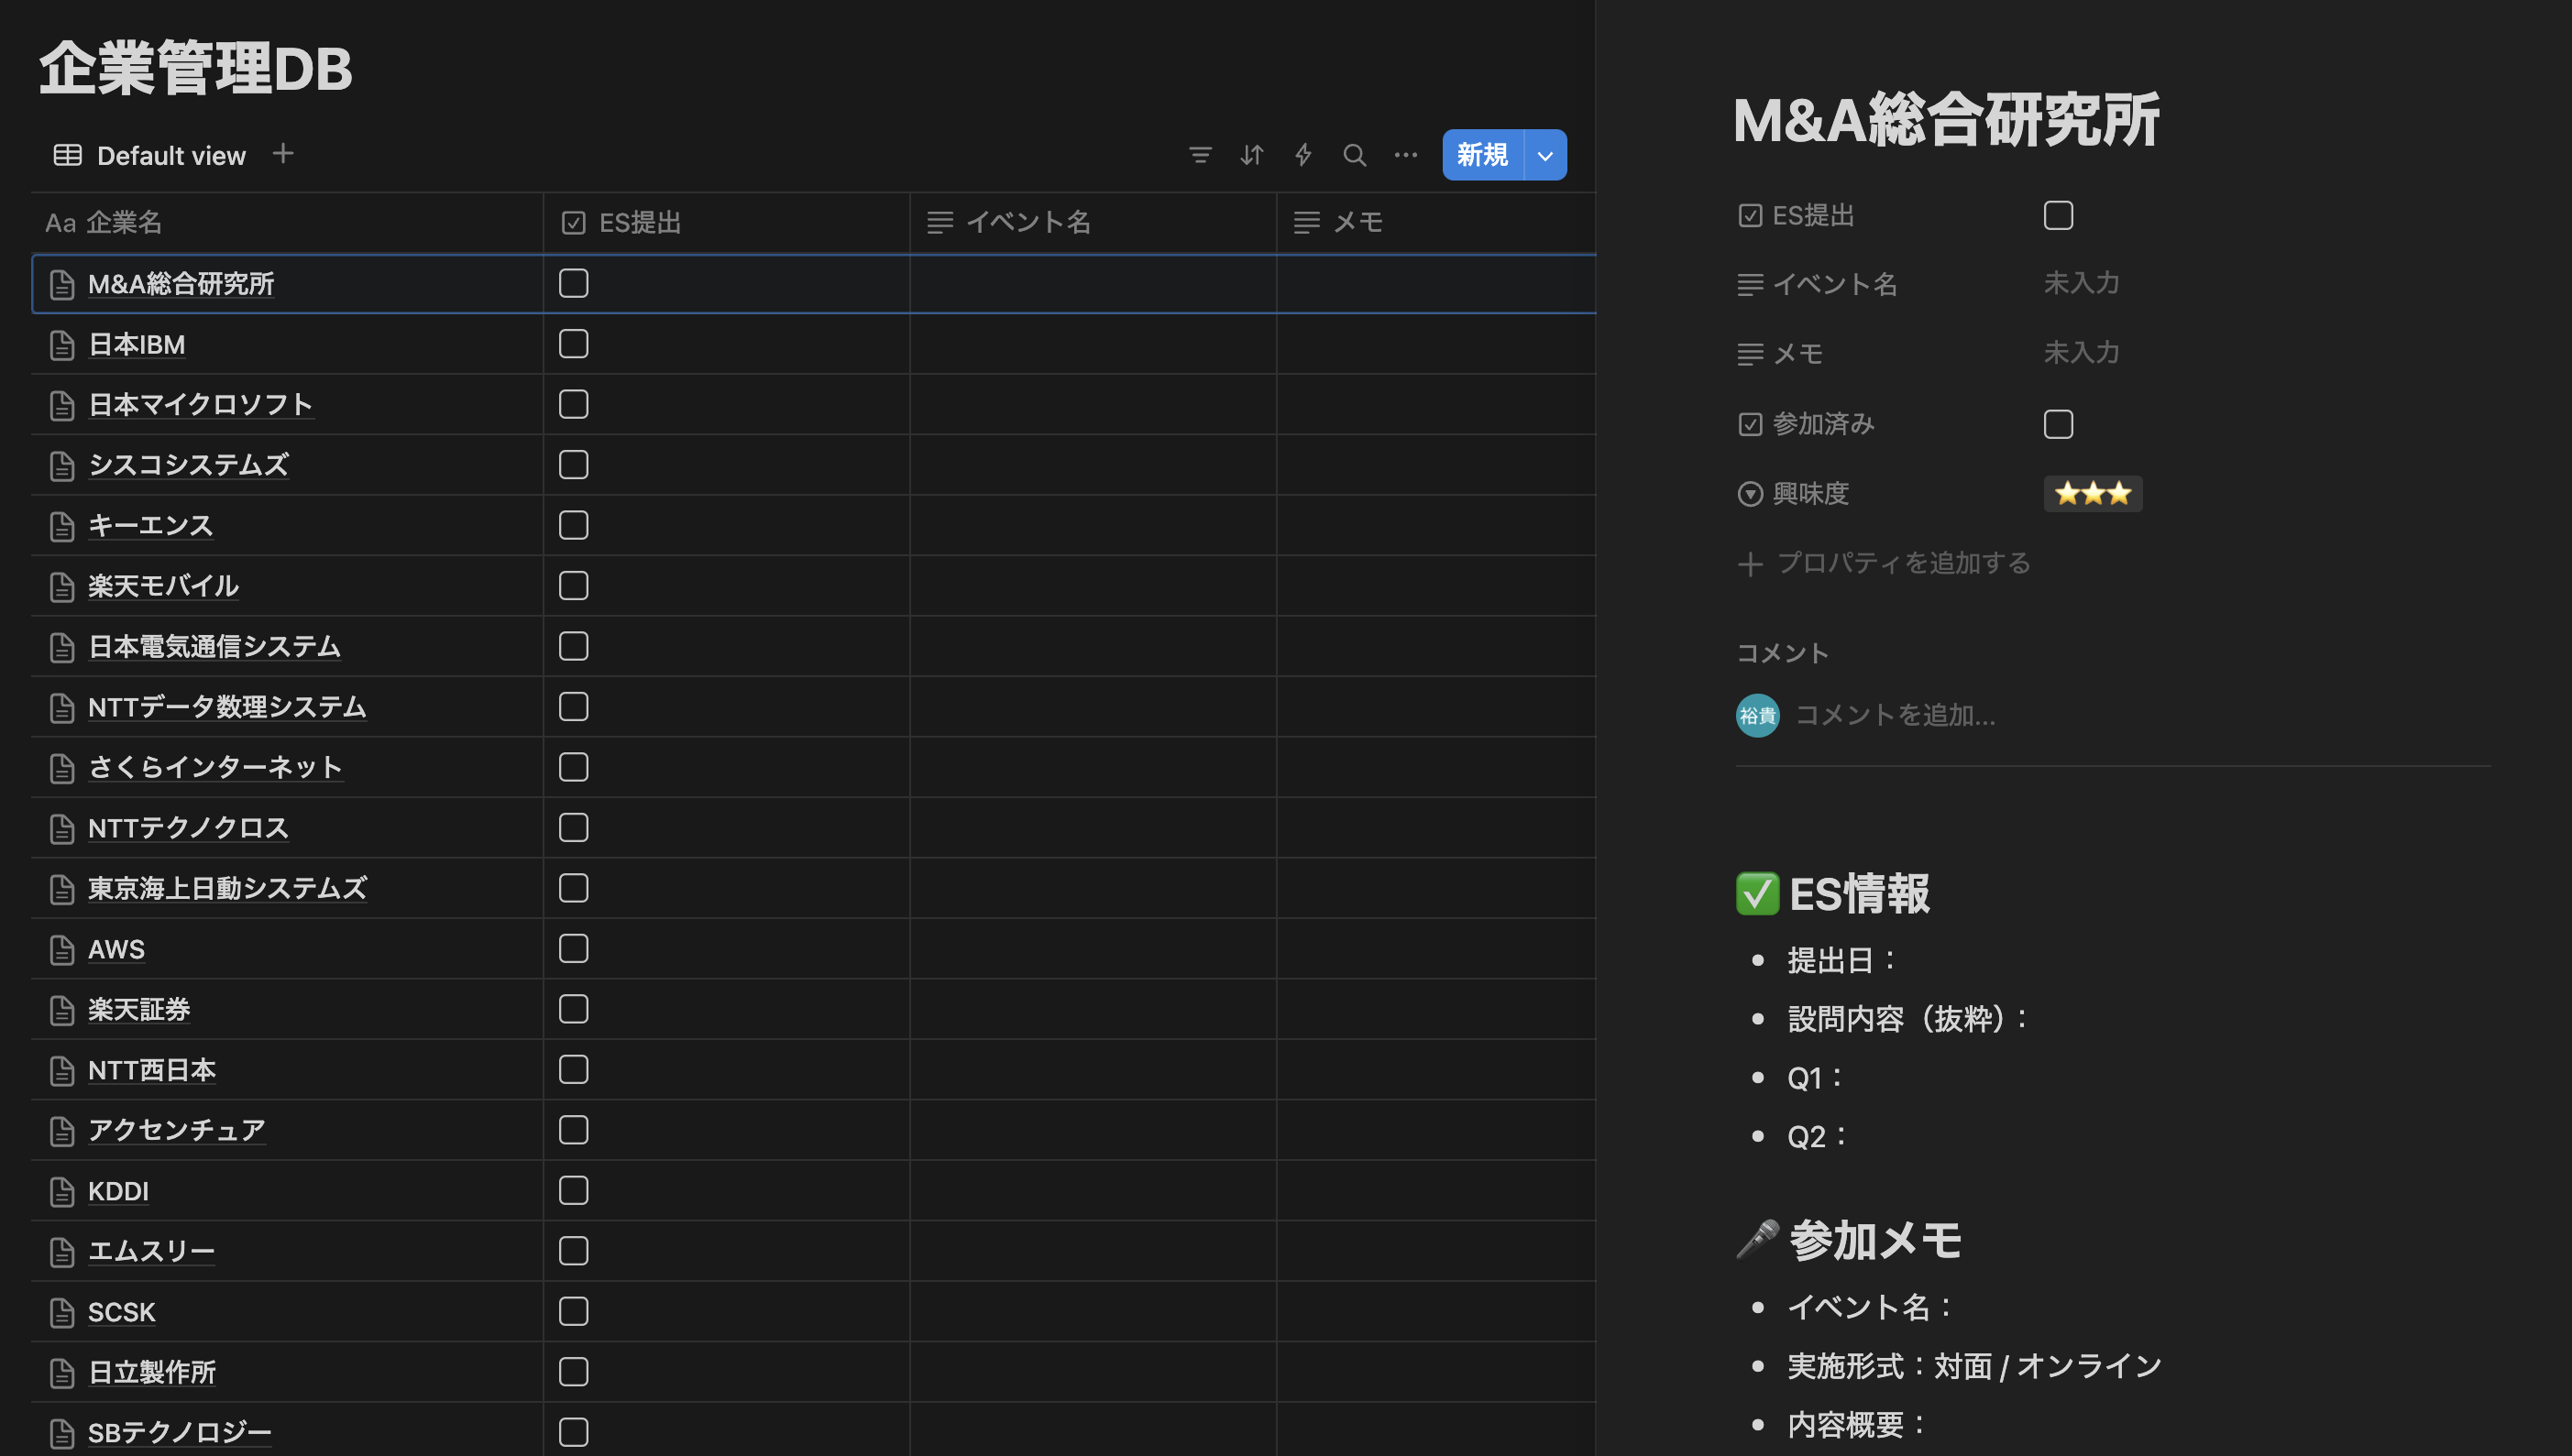 企業管理DB
Default view
新規
Aa 企業名 ES提出 イベント名 メモ
M&A総合研究所
日本IBM
日本マイクロソフト
シスコシステムズ
キーエンス
楽天モバイル
日本電気通信システム
NTTデータ数理システム
さくらインターネット
NTTテクノクロス
東京海上日動システムズ
AWS
楽天証券
NTT西日本
アクセンチュア
KDDI
エムスリー
SCSK
日立製作所
SBテクノロジー
M&A総合研究所
ES提出
イベント名 未入力
メモ 未入力
参加済み
興味度 ⭐⭐⭐
プロパティを追加する
コメント
裕貴 コメントを追加...
✅ ES情報
• 提出日：
• 設問内容（抜粋）：
• Q1：
• Q2：
🎤 参加メモ
• イベント名：
• 実施形式：対面 / オンライン
• 内容概要：